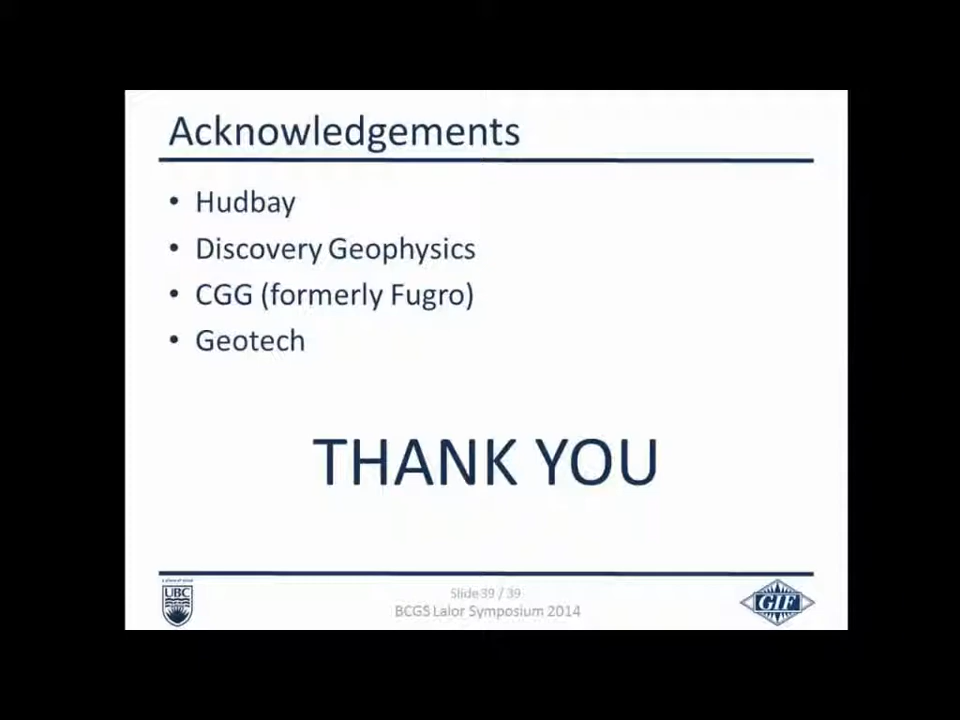 Acknowledgements
• Hudbay
• Discovery Geophysics
• CGG (formerly Fugro)
• Geotech
THANK YOU
UBC
Slide 39 / 39
BCGS Lalor Symposium 2014
GIF